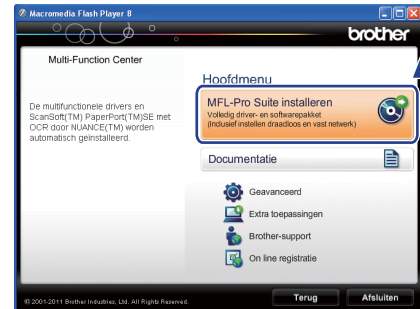 Macromedia Flash Player 8
brother
Multi-Function Center
De multifunctionele drivers en
ScanSoft(TM) PaperPort(TM)SE met
OCR door NUANCE(TM) worden
automatisch geïnstalleerd.
Hoofdmenu
MFL-Pro Suite installeren
Volledig driver- en softwarepakket
(Inclusief instellen draadloos en vast netwerk)
Documentatie
Geavanceerd
Extra toepassingen
Brother-support
On line registratie
© 2001-2011 Brother Industries, Ltd. All Rights Reserved.
Terug
Afsluiten